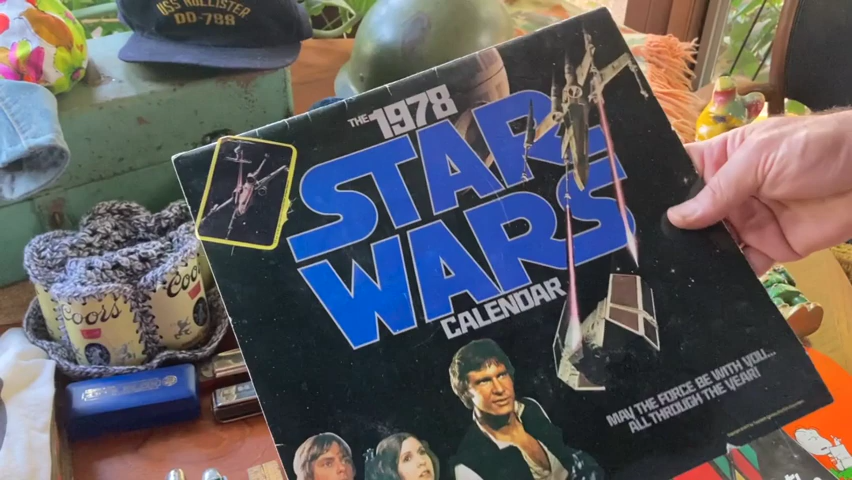 USS HOLLISTER
DD-788
THE 1978
STAR
WARS
CALENDAR
MAY THE FORCE BE WITH YOU...
ALL THROUGH THE YEAR!
Coors
Coo